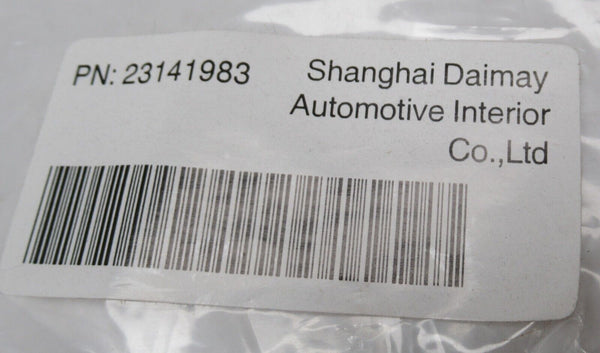 PN: 23141983
Shanghai Daimay
Automotive Interior
Co.,Ltd